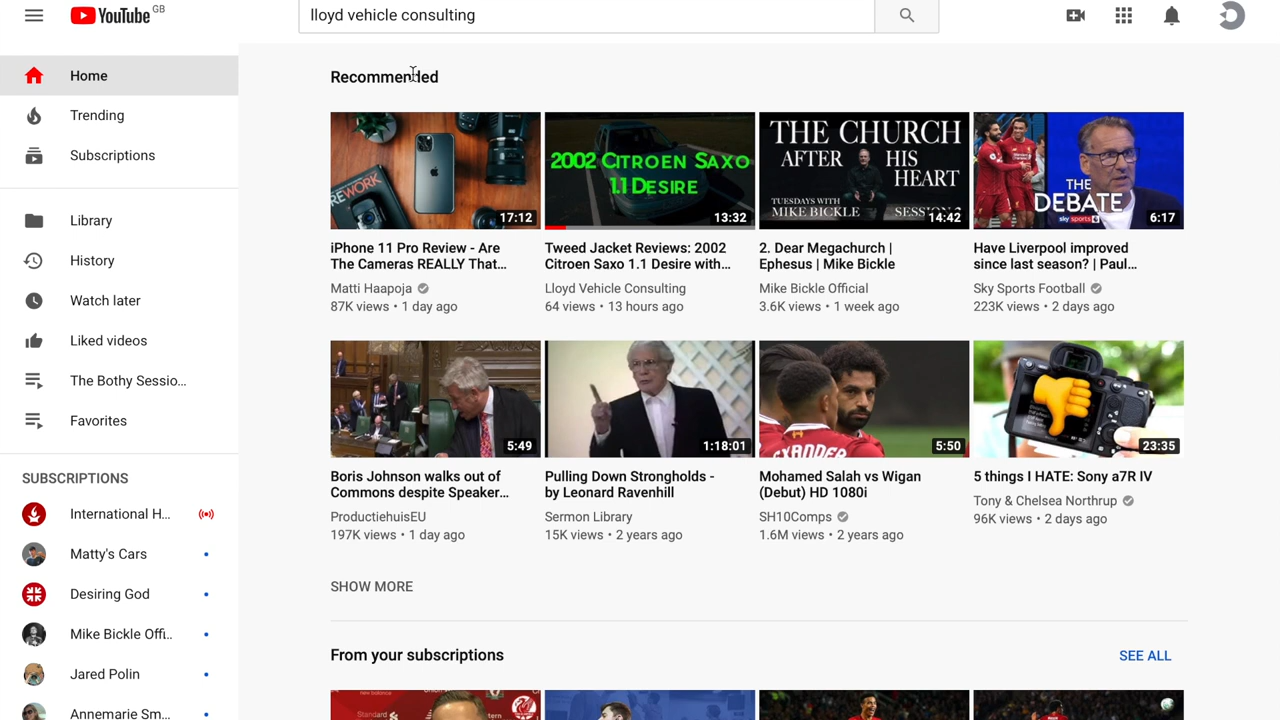 YouTube GB
lloyd vehicle consulting
Home
Trending
Subscriptions
Library
History
Watch later
Liked videos
The Bothy Sessio...
Favorites
SUBSCRIPTIONS
International H...
Matty's Cars
Desiring God
Mike Bickle Offi...
Jared Polin
Annemarie Sm...
Recommended
REWORK
17:12
iPhone 11 Pro Review - Are
The Cameras REALLY That...
Matti Haapoja
87K views • 1 day ago
2002 CITROEN SAXO
1.1 DESIRE
13:32
Tweed Jacket Reviews: 2002
Citroen Saxo 1.1 Desire with...
Lloyd Vehicle Consulting
64 views • 13 hours ago
THE CHURCH
AFTER HIS
HEART
TUESDAYS WITH
MIKE BICKLE
SESSION
14:42
2. Dear Megachurch |
Ephesus | Mike Bickle
Mike Bickle Official
3.6K views • 1 week ago
THE
DEBATE
sky sports
6:17
Have Liverpool improved
since last season? | Paul...
Sky Sports Football
223K views • 2 days ago
5:49
Boris Johnson walks out of
Commons despite Speaker...
ProductiehuisEU
197K views • 1 day ago
1:18:01
Pulling Down Strongholds -
by Leonard Ravenhill
Sermon Library
15K views • 2 years ago
5:50
Mohamed Salah vs Wigan
(Debut) HD 1080i
SH10Comps
1.6M views • 2 years ago
23:35
5 things I HATE: Sony a7R IV
Tony & Chelsea Northrup
96K views • 2 days ago
SHOW MORE
From your subscriptions
SEE ALL
Standard